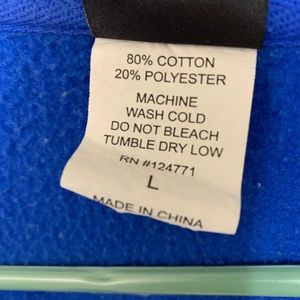 80% COTTON
20% POLYESTER
MACHINE
WASH COLD
DO NOT BLEACH
TUMBLE DRY LOW
RN #124771
L
MADE IN CHINA